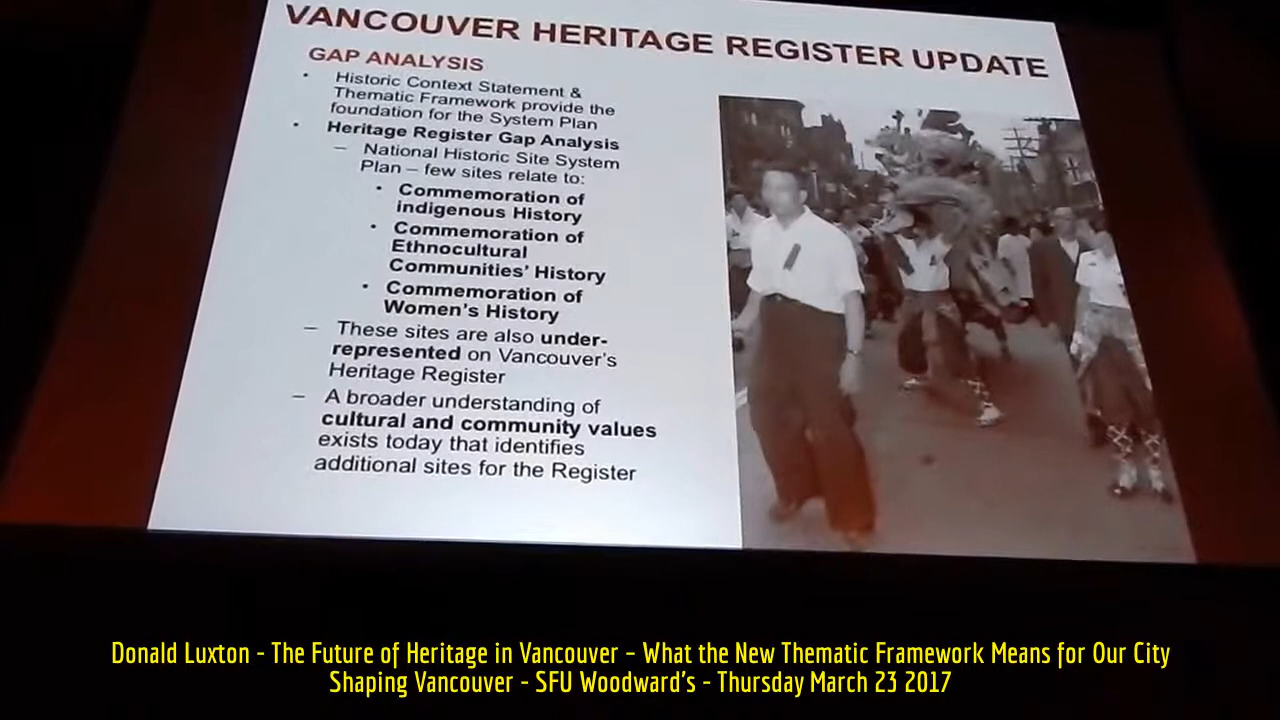 VANCOUVER HERITAGE REGISTER UPDATE
GAP ANALYSIS
• Historic Context Statement &
Thematic Framework provide the
foundation for the System Plan
• Heritage Register Gap Analysis
– National Historic Site System
Plan – few sites relate to:
• Commemoration of
indigenous History
• Commemoration of
Ethnocultural
Communities' History
• Commemoration of
Women's History
– These sites are also under-
represented on Vancouver's
Heritage Register
– A broader understanding of
cultural and community values
exists today that identifies
additional sites for the Register
Donald Luxton - The Future of Heritage in Vancouver – What the New Thematic Framework Means for Our City
Shaping Vancouver - SFU Woodward's - Thursday March 23 2017